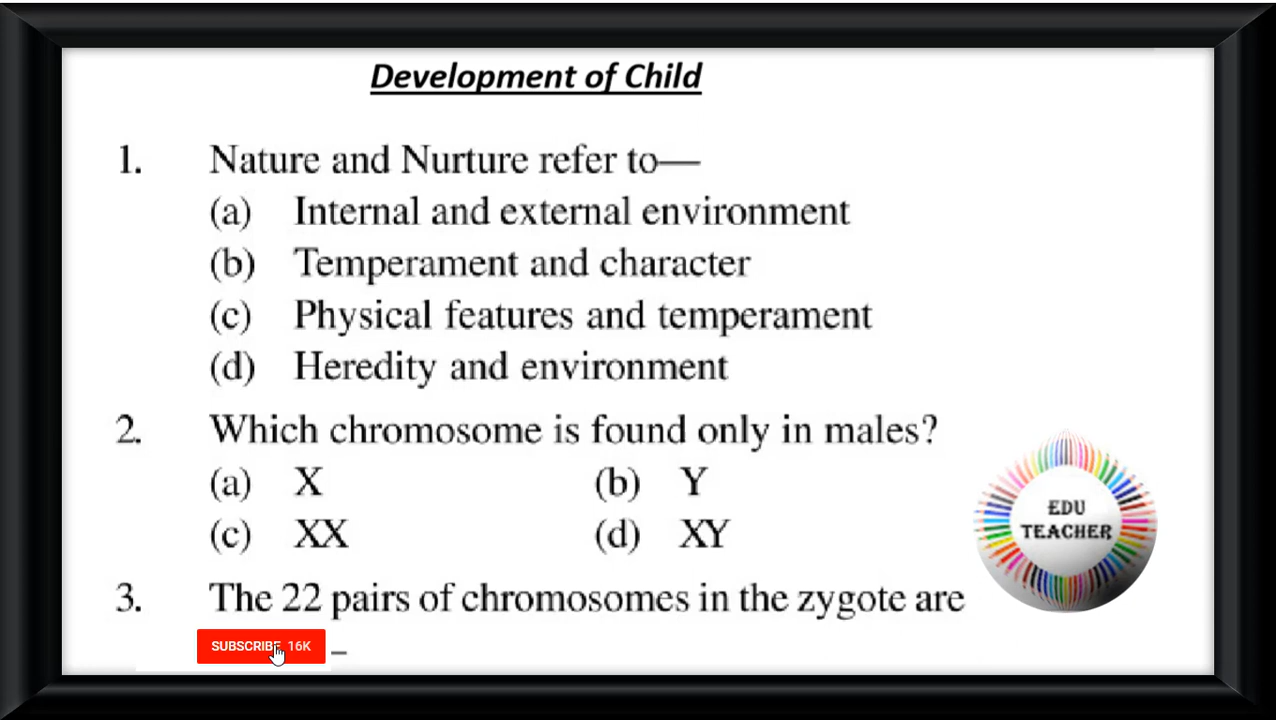 Development of Child
1. Nature and Nurture refer to—
(a) Internal and external environment
(b) Temperament and character
(c) Physical features and temperament
(d) Heredity and environment
2. Which chromosome is found only in males?
(a) X (b) Y
(c) XX (d) XY
EDU
TEACHER
3. The 22 pairs of chromosomes in the zygote are
SUBSCRIBE 16K –